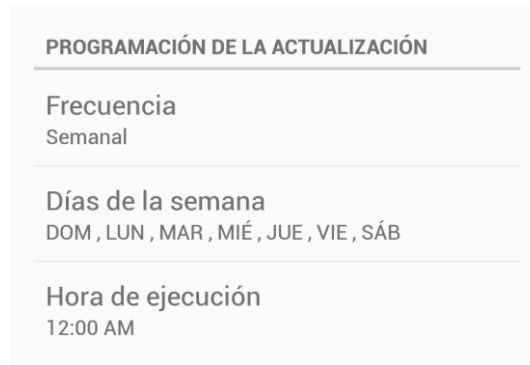 PROGRAMACIÓN DE LA ACTUALIZACIÓN
Frecuencia
Semanal
Días de la semana
DOM , LUN , MAR , MIÉ , JUE , VIE , SÁB
Hora de ejecución
12:00 AM